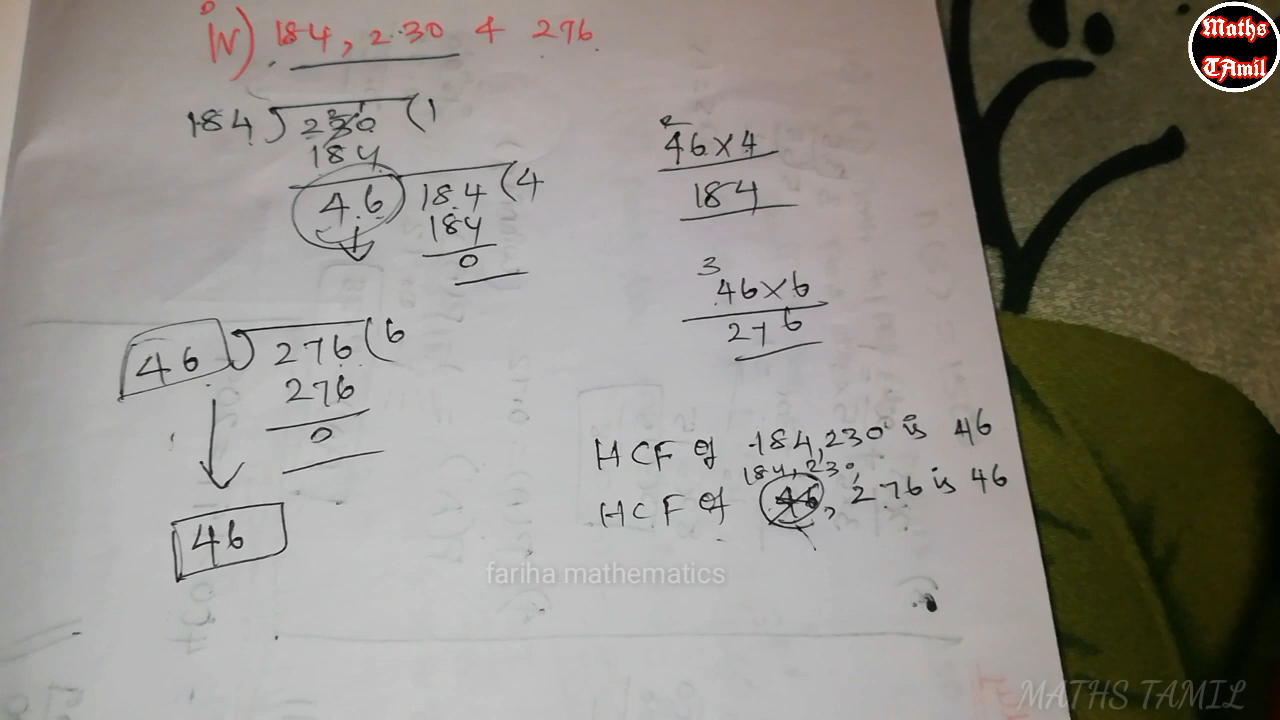 iv) 184, 230 & 276
184 ) 230 ( 1
184
46 ) 184 ( 4
184
0
46 × 4
184
46 × 6
276
46 ) 276 ( 6
276
0
46
HCF of 184, 230 is 46
184, 230,
HCF of 46, 276 is 46
fariha mathematics
Maths
TAmil
MATHS TAMIL